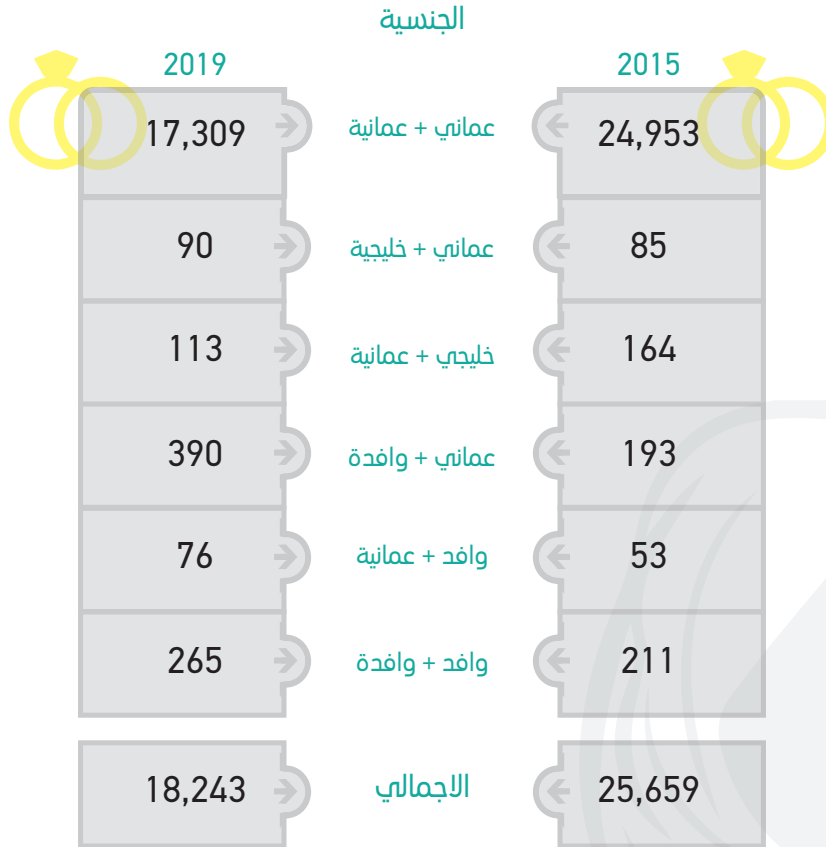 الجنسية
2015 2019
24,953 عماني + عمانية 17,309
85 عماني + خليجية 90
164 خليجي + عمانية 113
193 عماني + وافدة 390
53 وافد + عمانية 76
211 وافد + وافدة 265
25,659 الاجمالي 18,243